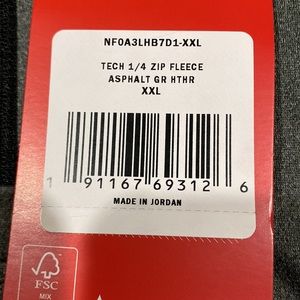 NF0A3LHB7D1-XXL
TECH 1/4 ZIP FLEECE
ASPHALT GR HTHR
XXL
1 91167 69312 6
MADE IN JORDAN
FSC
MIX